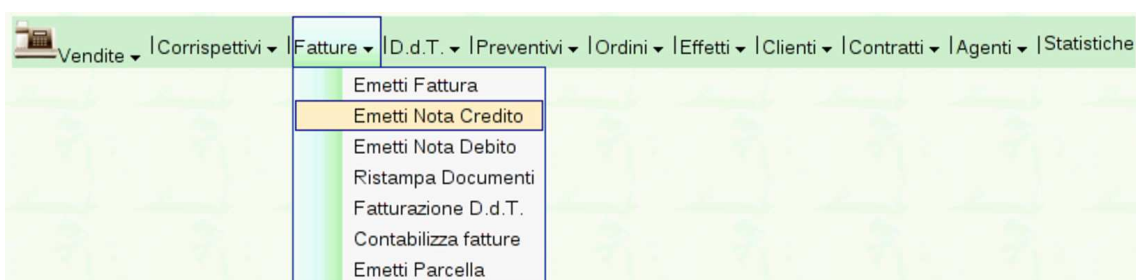 Vendite | Corrispettivi | Fatture | D.d.T. | Preventivi | Ordini | Effetti | Clienti | Contratti | Agenti | Statistiche
Emetti Fattura
Emetti Nota Credito
Emetti Nota Debito
Ristampa Documenti
Fatturazione D.d.T.
Contabilizza fatture
Emetti Parcella